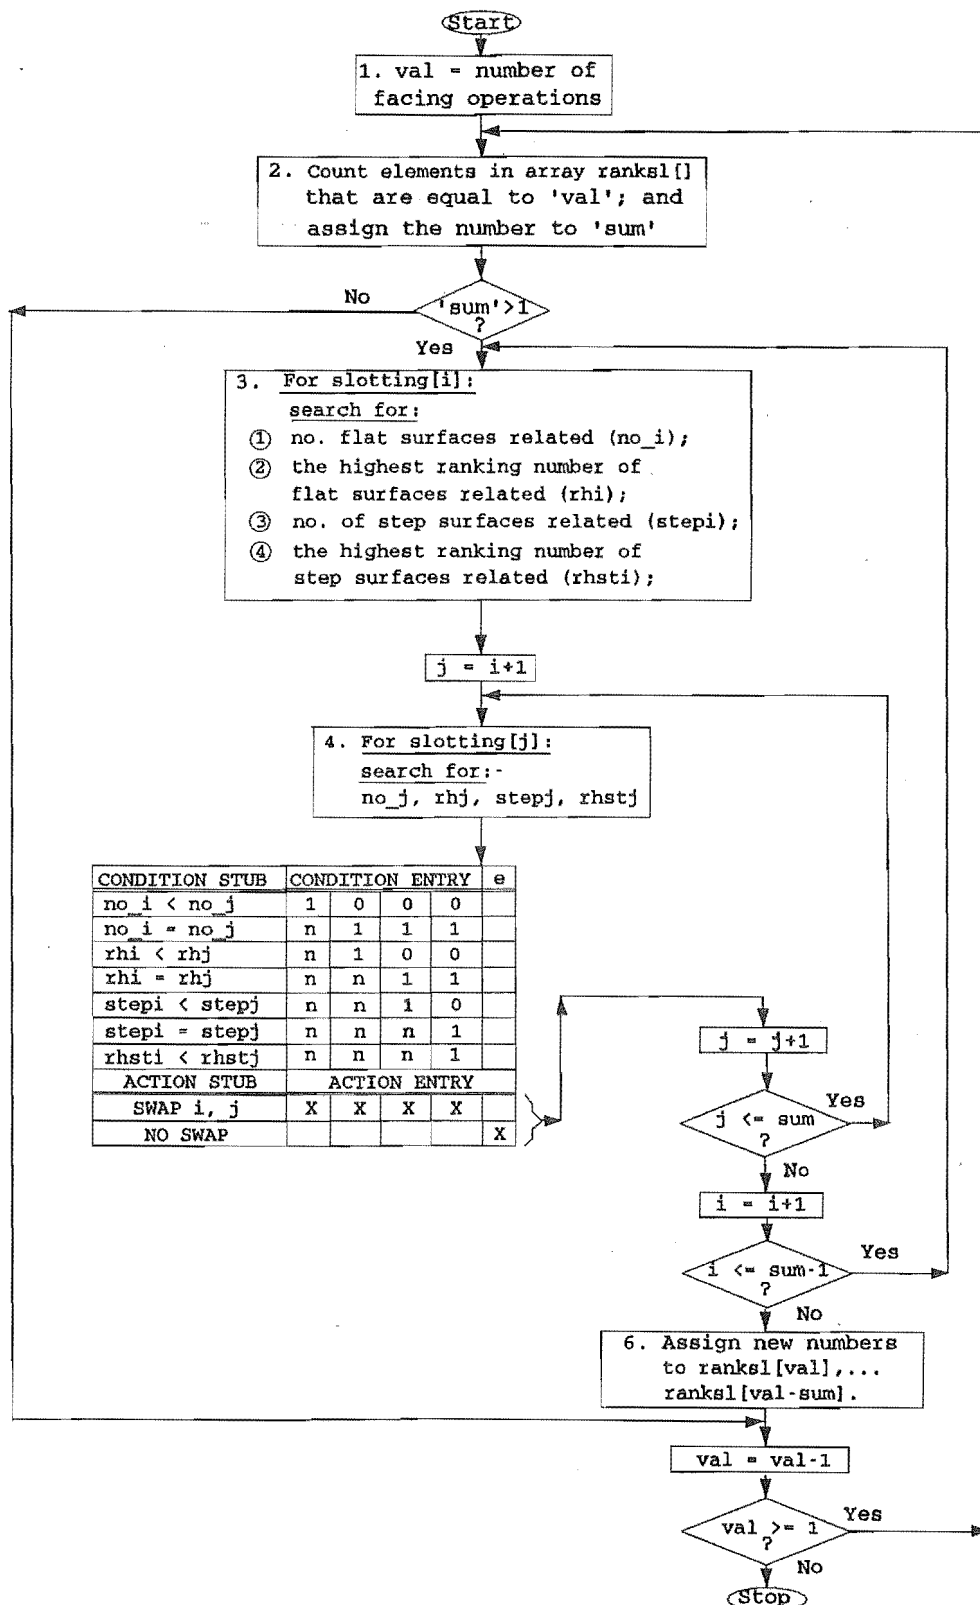 Start
1. val = number of
facing operations
2. Count elements in array ranksl[]
that are equal to 'val'; and
assign the number to 'sum'
'sum'>1
?
No
Yes
3. For slotting[i]:
search for:
① no. flat surfaces related (no_i);
② the highest ranking number of
flat surfaces related (rhi);
③ no. of step surfaces related (stepi);
④ the highest ranking number of
step surfaces related (rhsti);
j = i+1
4. For slotting[j]:
search for:-
no_j, rhj, stepj, rhstj
CONDITION STUB CONDITION ENTRY e
no_i < no_j 1 0 0 0
no_i = no_j n 1 1 1
rhi < rhj n 1 0 0
rhi = rhj n n 1 1
stepi < stepj n n 1 0
stepi = stepj n n n 1
rhsti < rhstj n n n 1
ACTION STUB ACTION ENTRY
SWAP i, j X X X X
NO SWAP X
j = j+1
j <= sum
?
Yes
No
i = i+1
i <= sum-1
?
Yes
No
6. Assign new numbers
to ranksl[val],...
ranksl[val-sum].
val = val-1
val >= 1
?
Yes
No
Stop